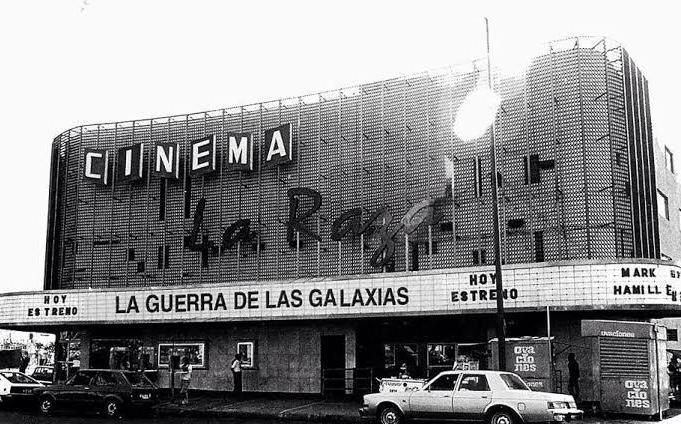 CINEMA
La Raza
HOY
ESTRENO
LA GUERRA DE LAS GALAXIAS
HOY
ESTRENO
MARK
HAMILL
ovaciones
ova
cio
nes
ova
cio
nes